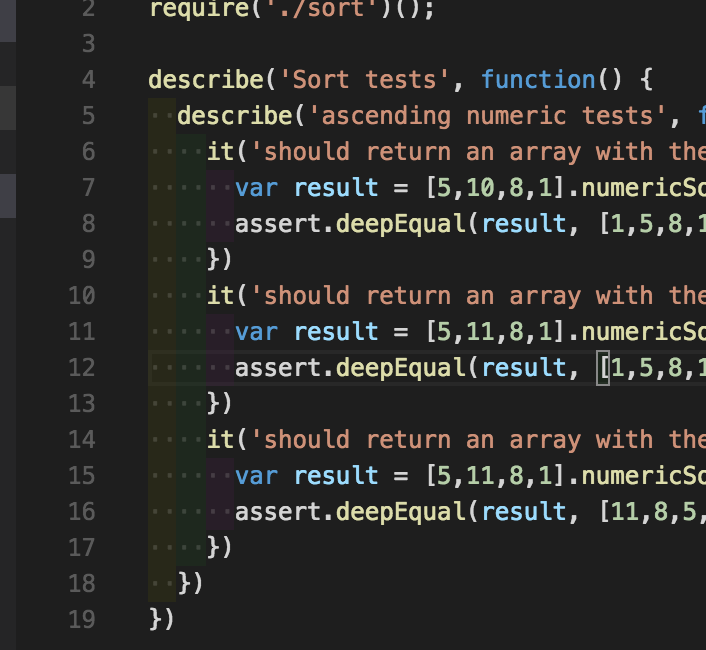 2 require('./sort')();
3
4 describe('Sort tests', function() {
5 describe('ascending numeric tests',
6 it('should return an array with the
7 var result = [5,10,8,1].numericSo
8 assert.deepEqual(result, [1,5,8,1
9 })
10 it('should return an array with the
11 var result = [5,11,8,1].numericSo
12 assert.deepEqual(result, [1,5,8,1
13 })
14 it('should return an array with the
15 var result = [5,11,8,1].numericSo
16 assert.deepEqual(result, [11,8,5,
17 })
18 })
19 })